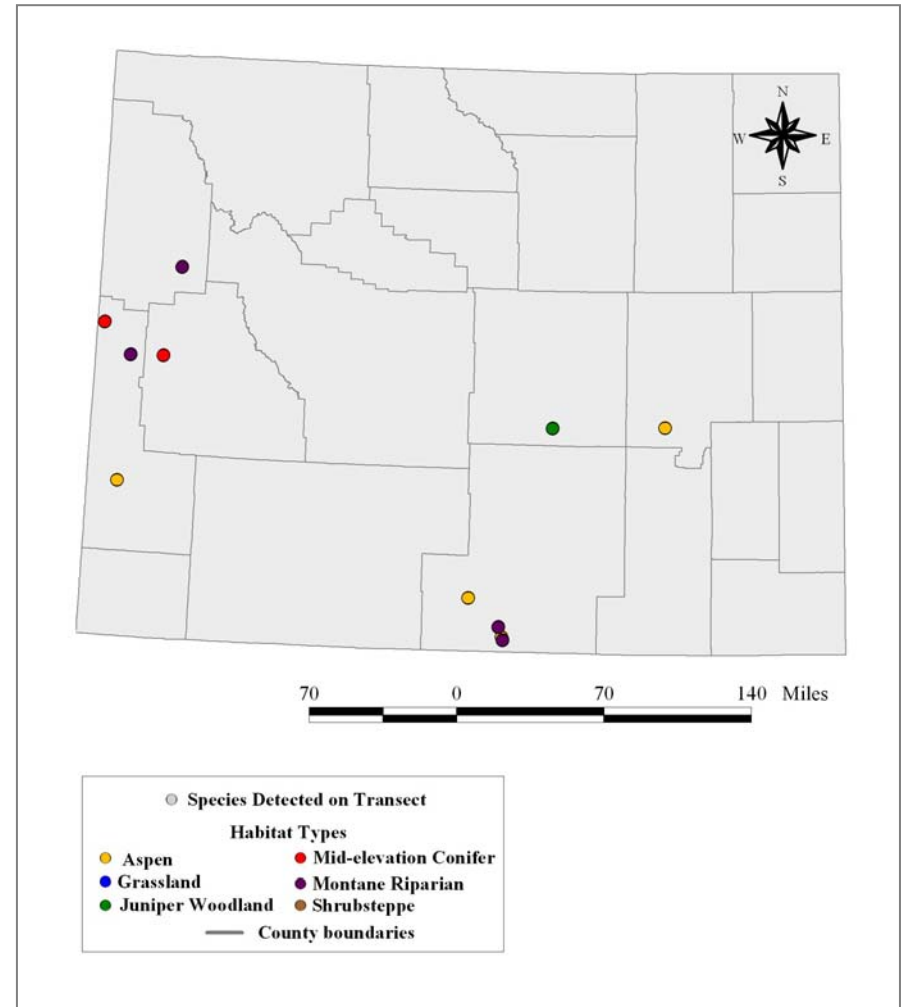 N
W E
S
70 0 70 140 Miles
Species Detected on Transect
Habitat Types
Aspen Mid-elevation Conifer
Grassland Montane Riparian
Juniper Woodland Shrubsteppe
County boundaries